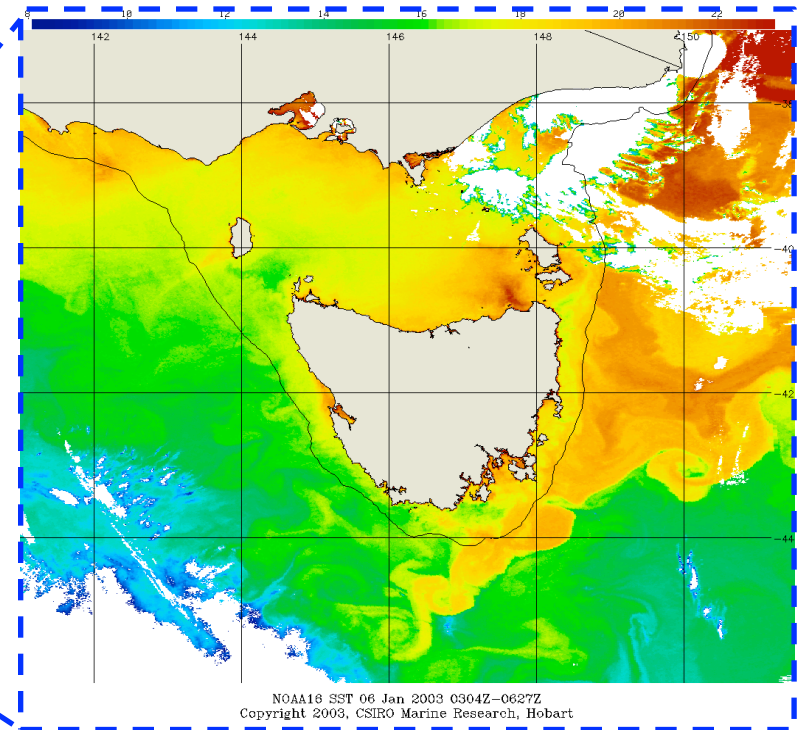 8 10 12 14 16 18 20 22
142 144 146 148 150
-38
-40
-42
-44
NOAA16 SST 06 Jan 2003 0304Z-0627Z
Copyright 2003, CSIRO Marine Research, Hobart